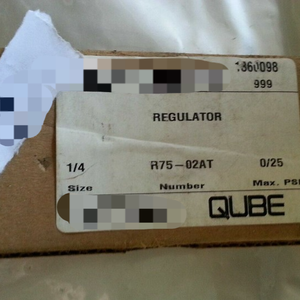 1360098
999
REGULATOR
1/4 R75-02AT 0/25
Size Number Max. PSI
QUBE